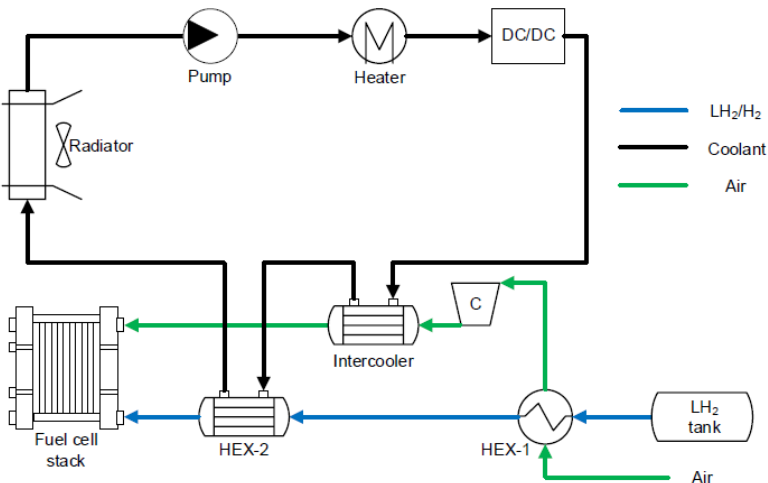 Pump
Heater
DC/DC
Radiator
LH₂/H₂
Coolant
Air
C
Intercooler
Fuel cell
stack
HEX-2
HEX-1
LH₂
tank
Air